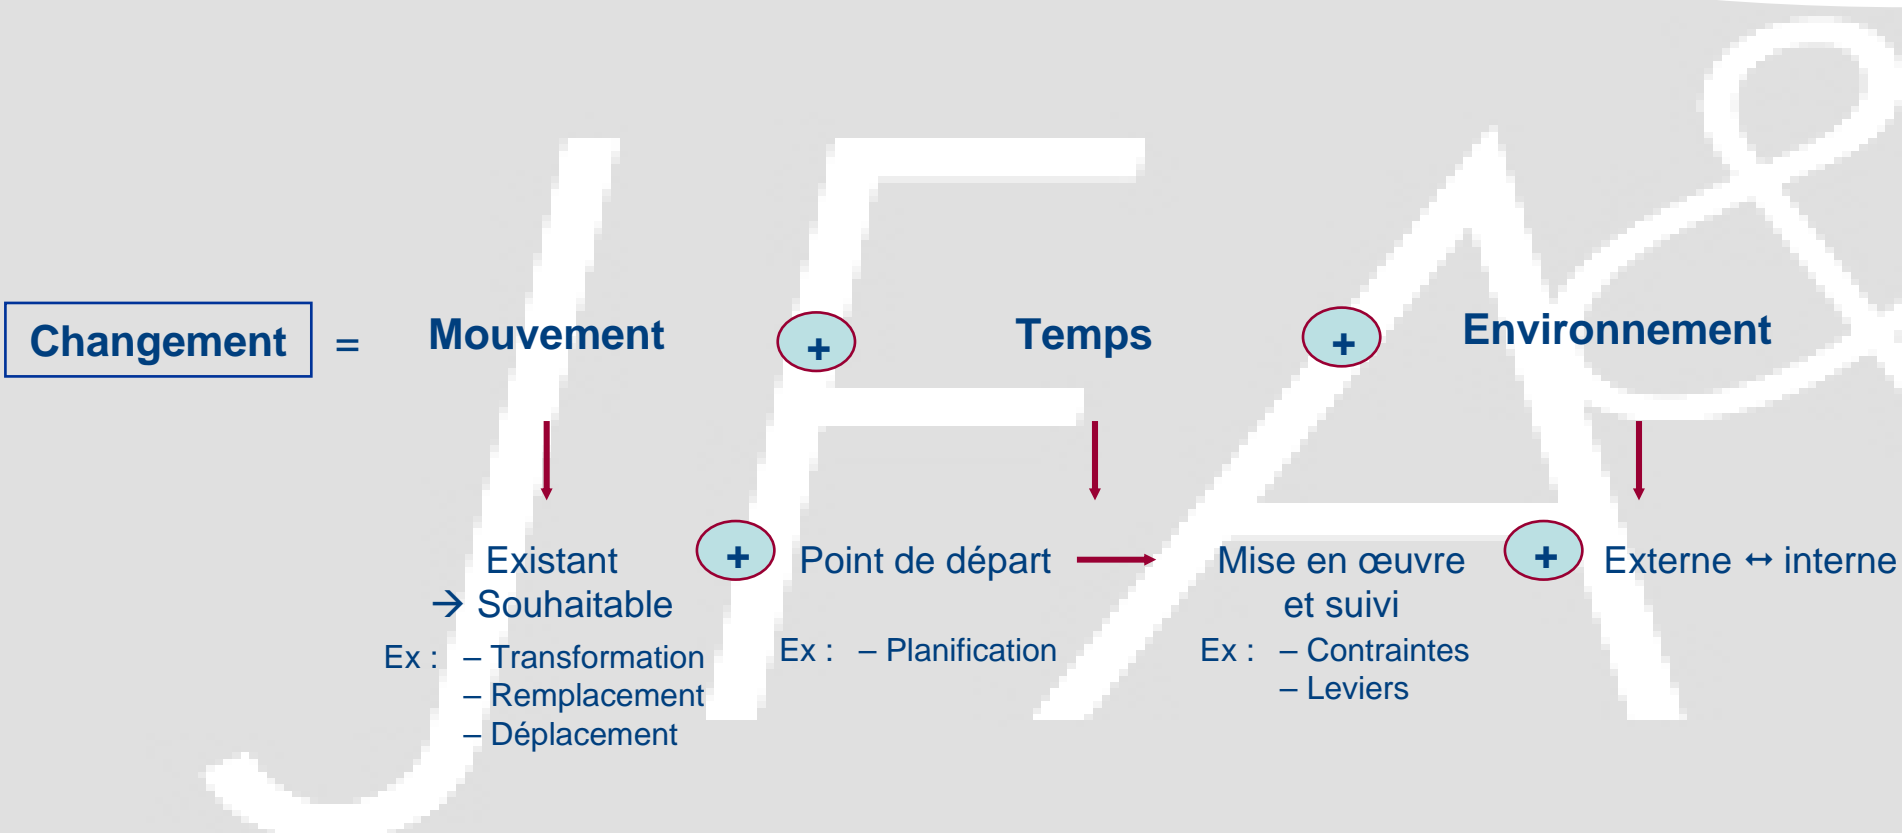 Changement = Mouvement + Temps + Environnement
Existant + Point de départ Mise en œuvre + Externe ↔ interne
→ Souhaitable et suivi
Ex : – Transformation Ex : – Planification Ex : – Contraintes
– Remplacement – Leviers
– Déplacement
JFA&